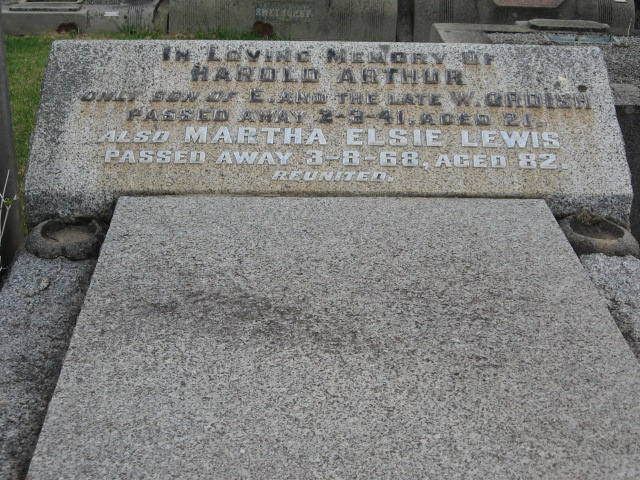 IN LOVING MEMORY OF
HAROLD ARTHUR
ONLY SON OF E. AND THE LATE W. GROISH
PASSED AWAY 2-3-41. AGED 21.
ALSO MARTHA ELSIE LEWIS
PASSED AWAY 3-8-68, AGED 82.
REUNITED.